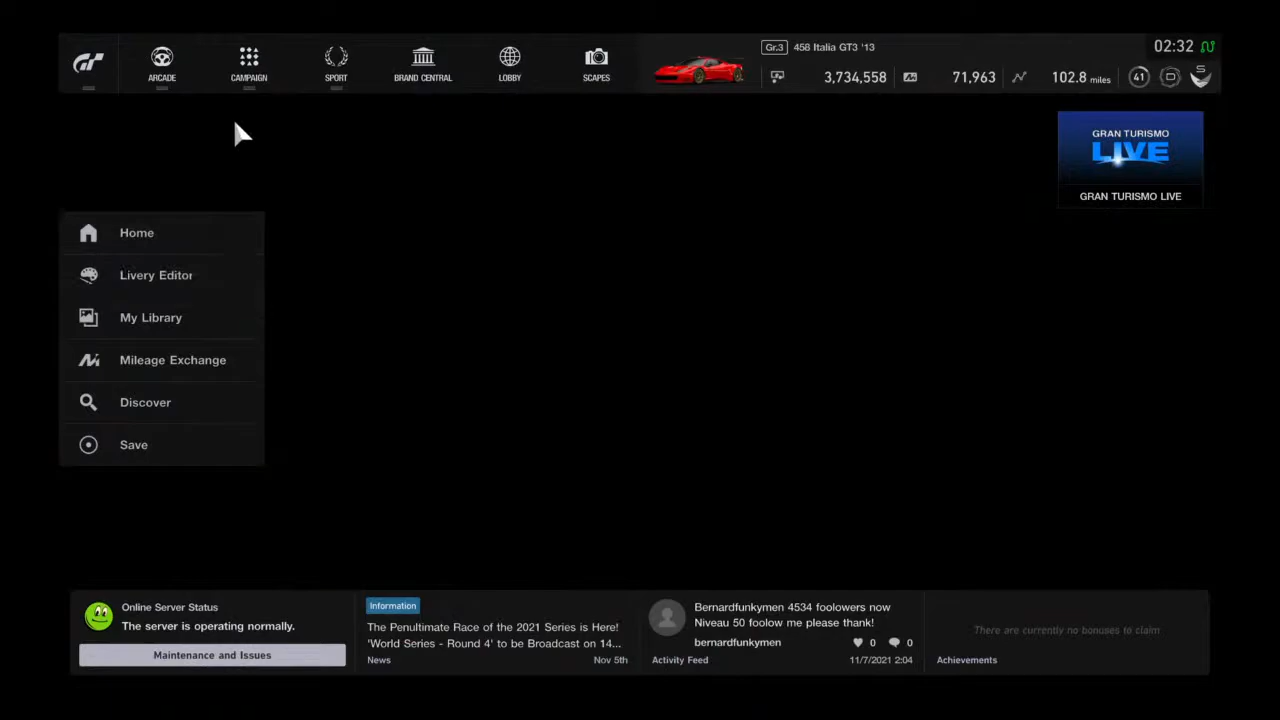 ARCADE
CAMPAIGN
SPORT
BRAND CENTRAL
LOBBY
SCAPES
Gr.3 458 Italia GT3 '13
3,734,558
71,963
102.8 miles
41
D
S
02:32
GRAN TURISMO
LIVE
GRAN TURISMO LIVE
Home
Livery Editor
My Library
Mileage Exchange
Discover
Save
Online Server Status
The server is operating normally.
Maintenance and Issues
Information
The Penultimate Race of the 2021 Series is Here!
'World Series - Round 4' to be Broadcast on 14...
News Nov 5th
Bernardfunkymen 4534 foolowers now
Niveau 50 foolow me please thank!
bernardfunkymen 0 0
Activity Feed 11/7/2021 2:04
There are currently no bonuses to claim
Achievements